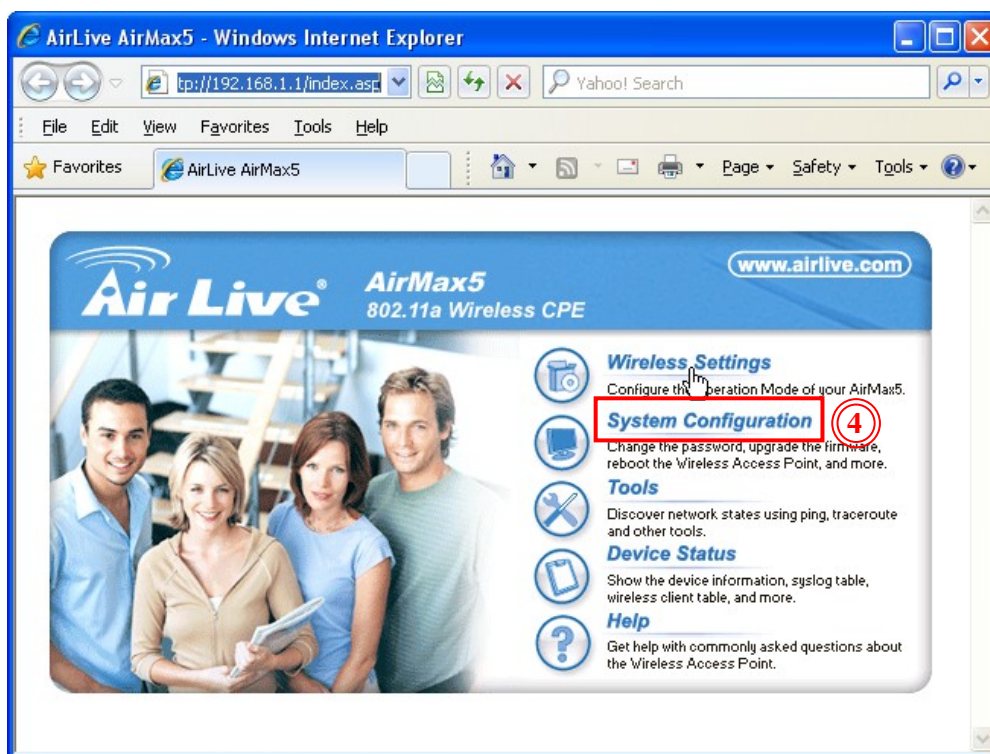 AirLive AirMax5 - Windows Internet Explorer
tp://192.168.1.1/index.asp
Yahoo! Search
File Edit View Favorites Tools Help
Favorites
AirLive AirMax5
Page Safety Tools
Air Live®
AirMax5
802.11a Wireless CPE
www.airlive.com
Wireless Settings
Configure the Operation Mode of your AirMax5.
System Configuration
4
Change the password, upgrade the firmware,
reboot the Wireless Access Point, and more.
Tools
Discover network states using ping, traceroute
and other tools.
Device Status
Show the device information, syslog table,
wireless client table, and more.
Help
Get help with commonly asked questions about
the Wireless Access Point.